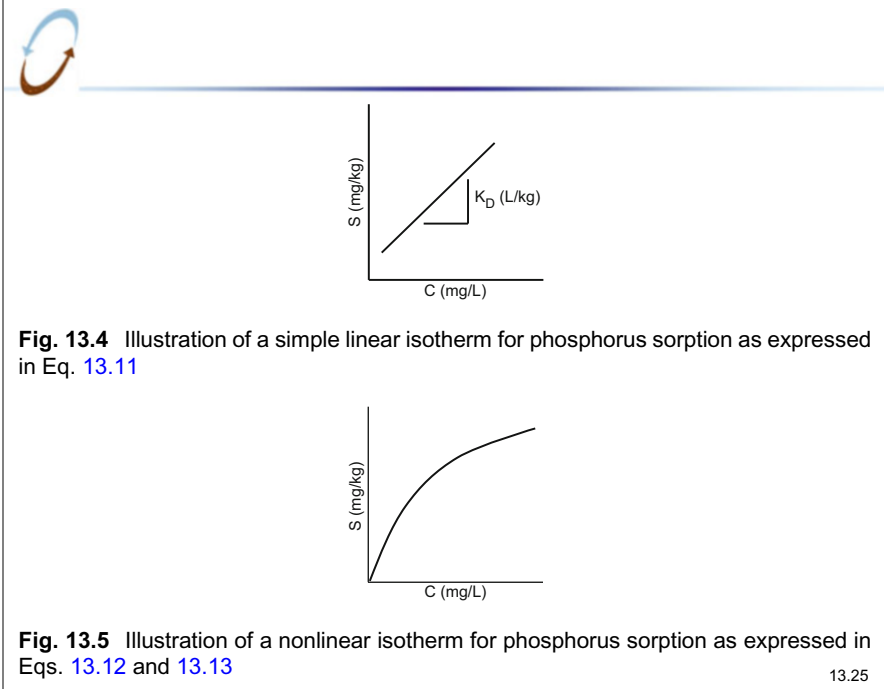 S (mg/kg)
K_D (L/kg)
C (mg/L)
Fig. 13.4 Illustration of a simple linear isotherm for phosphorus sorption as expressed
in Eq. 13.11
S (mg/kg)
C (mg/L)
Fig. 13.5 Illustration of a nonlinear isotherm for phosphorus sorption as expressed in
Eqs. 13.12 and 13.13
13.25